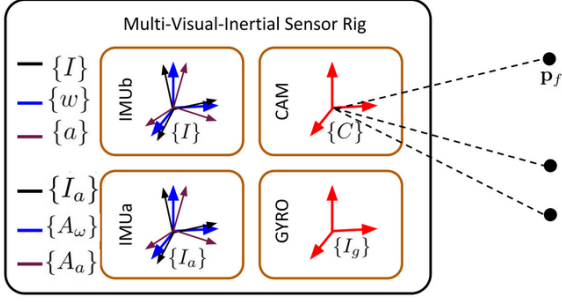 Multi-Visual-Inertial Sensor Rig
{I}
{w}
{a}
IMUb
{I}
CAM
{C}
p_f
{I_a}
{A_ω}
{A_a}
IMUa
{I_a}
GYRO
{I_g}